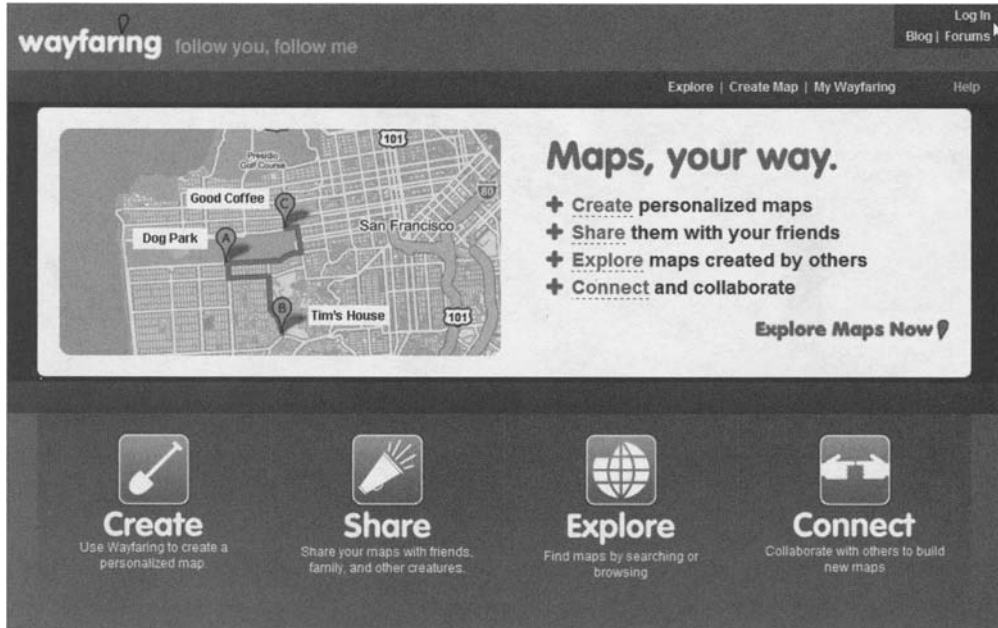 Log In
wayfaring follow you, follow me
Blog | Forums
Explore | Create Map | My Wayfaring Help
101
Presidio
Golf Course
80
Good Coffee C
San Francisco
Dog Park A
B Tim's House
101
Maps, your way.
+ Create personalized maps
+ Share them with your friends
+ Explore maps created by others
+ Connect and collaborate
Explore Maps Now
Create
Use Wayfaring to create a
personalized map.
Share
Share your maps with friends,
family, and other creatures.
Explore
Find maps by searching or
browsing
Connect
Collaborate with others to build
new maps